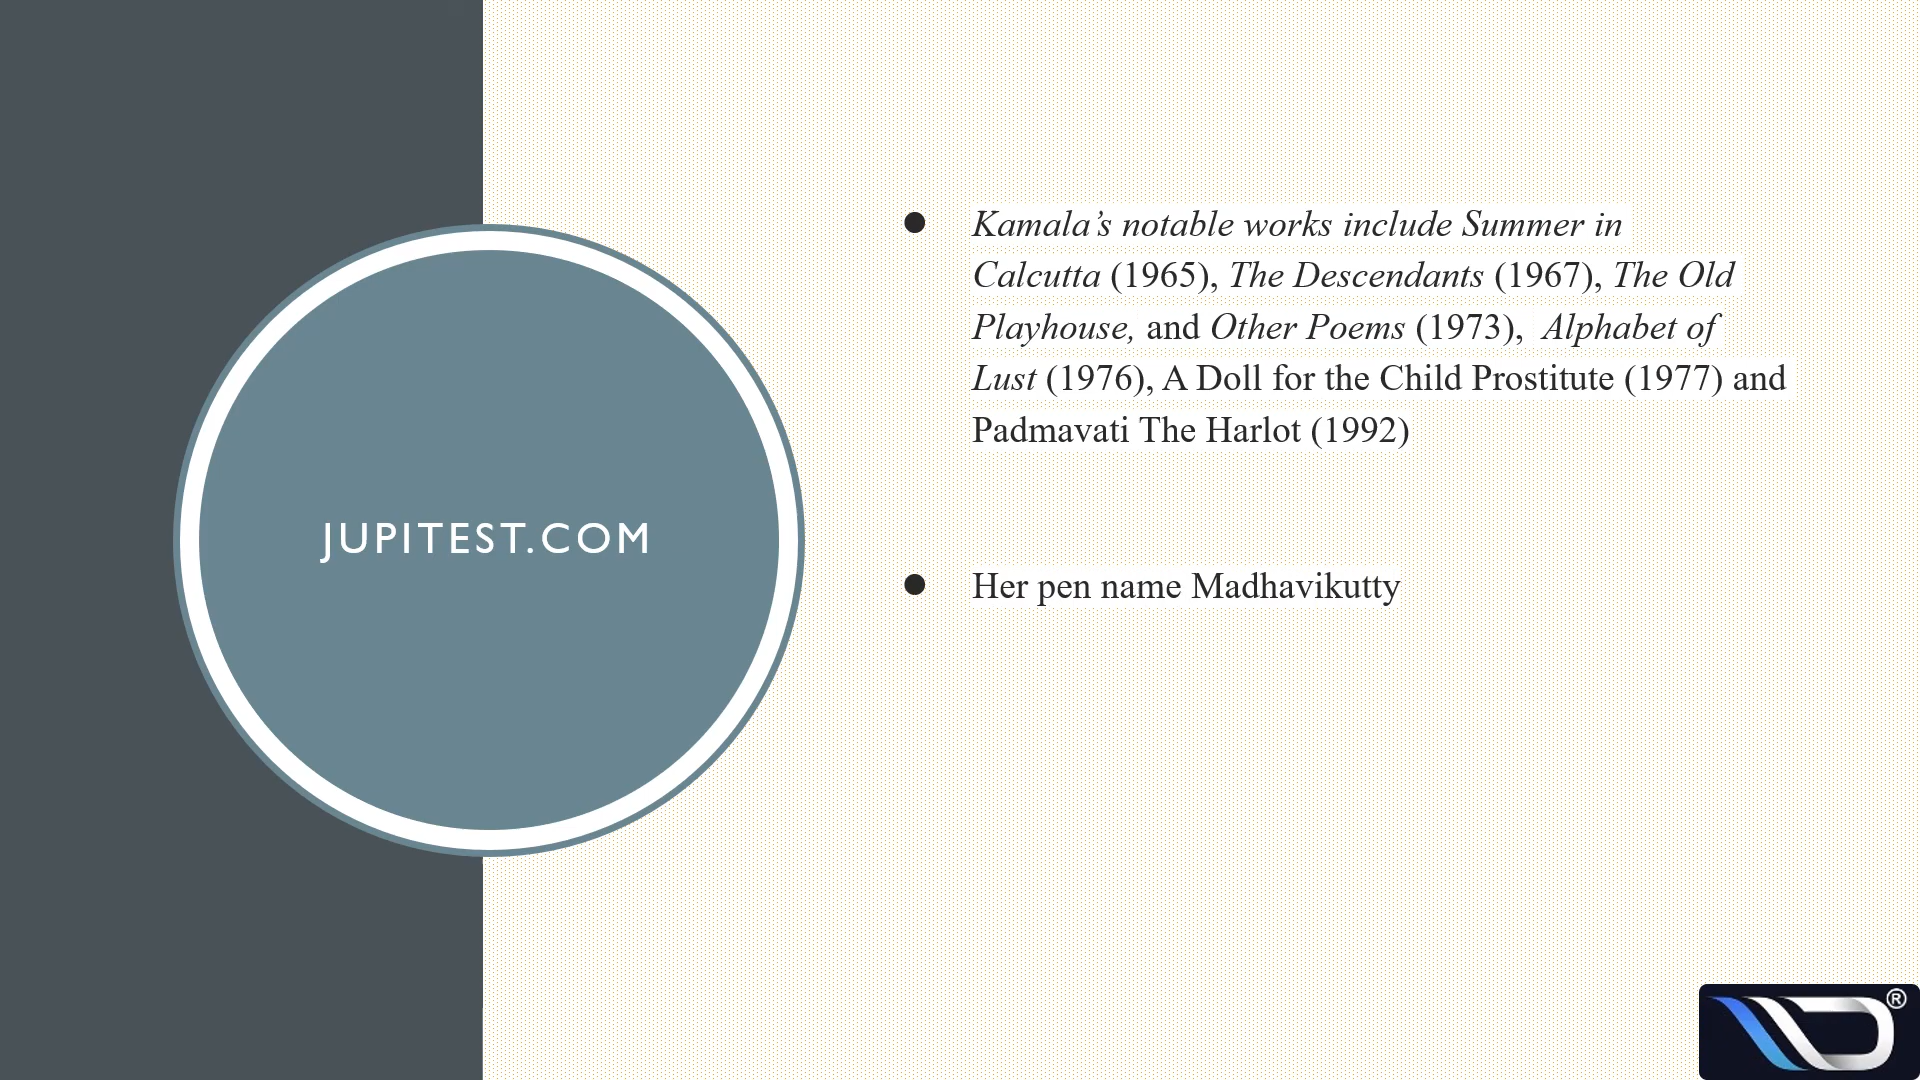 JUPITEST.COM
● Kamala’s notable works include Summer in
Calcutta (1965), The Descendants (1967), The Old
Playhouse, and Other Poems (1973),  Alphabet of
Lust (1976), A Doll for the Child Prostitute (1977) and
Padmavati The Harlot (1992)
● Her pen name Madhavikutty
®